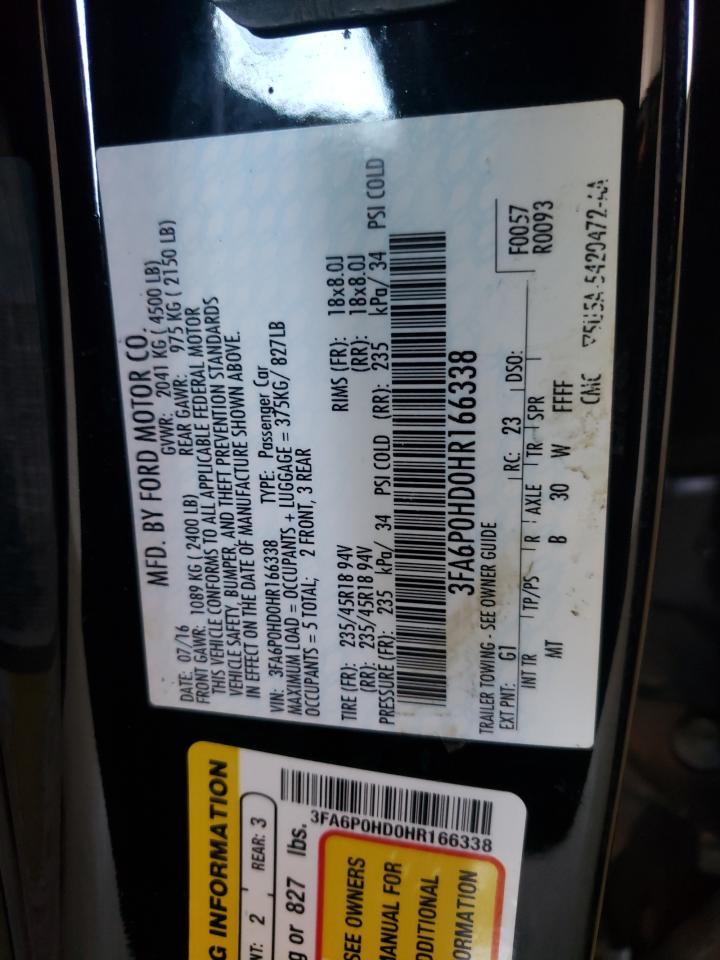 MFD. BY FORD MOTOR CO.
DATE: 07/16 GVWR: 2041 KG ( 4500 LB)
FRONT GAWR: 1089 KG ( 2400 LB) REAR GAWR: 975 KG ( 2150 LB)
THIS VEHICLE CONFORMS TO ALL APPLICABLE FEDERAL MOTOR
VEHICLE SAFETY, BUMPER, AND THEFT PREVENTION STANDARDS
IN EFFECT ON THE DATE OF MANUFACTURE SHOWN ABOVE.
VIN: 3FA6P0HD0HR166338 TYPE: Passenger Car
MAXIMUM LOAD = OCCUPANTS + LUGGAGE = 375KG/ 827LB
OCCUPANTS = 5 TOTAL; 2 FRONT, 3 REAR
TIRE (FR): 235/45R18 94V RIMS (FR): 18x8.0J
(RR): 235/45R18 94V (RR): 18x8.0J
PRESSURE (FR): 235 kPa/ 34 PSI COLD (RR): 235 kPa/ 34 PSI COLD
3FA6P0HD0HR166338
TRAILER TOWING - SEE OWNER GUIDE
F0057
R0093
EXT PNT: G1 RC: 23 DSO:
INT TR TP/PS R AXLE TR SPR
MT B 30 W FFFF
CMC 5420472-AA
G INFORMATION
NT: 2 REAR: 3
g or 827 lbs.
3FA6P0HD0HR166338
SEE OWNERS
MANUAL FOR
DDITIONAL
ORMATION